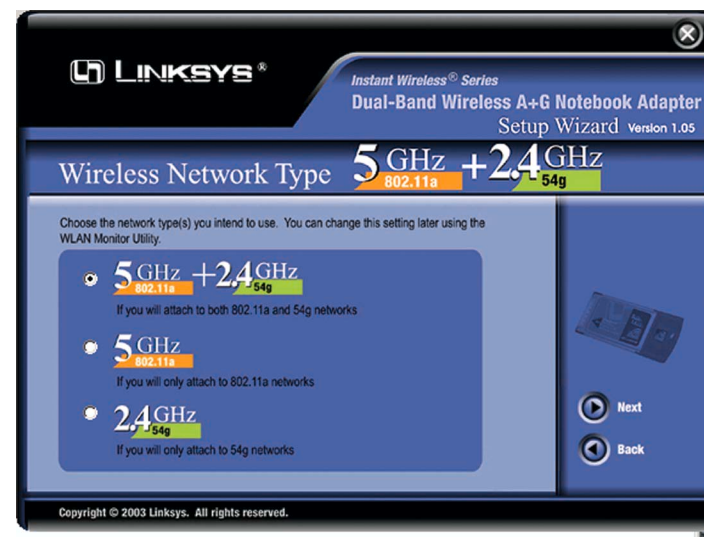 LINKSYS®
Instant Wireless® Series
Dual-Band Wireless A+G Notebook Adapter
Setup Wizard Version 1.05
Wireless Network Type 5 GHz 802.11a + 2.4 GHz 54g
Choose the network type(s) you intend to use. You can change this setting later using the
WLAN Monitor Utility.
5 GHz 802.11a + 2.4 GHz 54g
If you will attach to both 802.11a and 54g networks
5 GHz 802.11a
If you will only attach to 802.11a networks
2.4 GHz 54g
If you will only attach to 54g networks
Next
Back
Copyright © 2003 Linksys. All rights reserved.